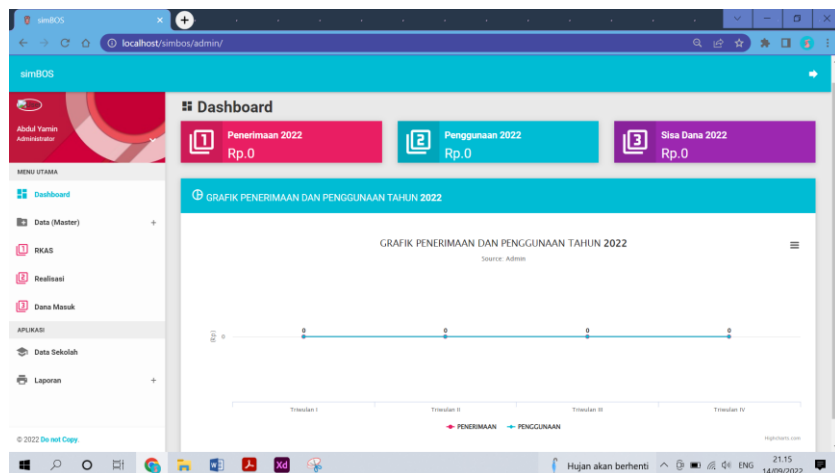 simBOS
localhost/simbos/admin/
simBOS
Abdul Yamin
Administrator
MENU UTAMA
Dashboard
Data (Master)
RKAS
Realisasi
Dana Masuk
APLIKASI
Data Sekolah
Laporan
© 2022 Do not Copy.
Dashboard
1 Penerimaan 2022
Rp.0
2 Penggunaan 2022
Rp.0
3 Sisa Dana 2022
Rp.0
GRAFIK PENERIMAAN DAN PENGGUNAAN TAHUN 2022
GRAFIK PENERIMAAN DAN PENGGUNAAN TAHUN 2022
Source: Admin
(Rp)
0
0 0 0 0
Triwulan I Triwulan II Triwulan III Triwulan IV
PENERIMAAN PENGGUNAAN
Highcharts.com
Hujan akan berhenti ENG 21.15
14/09/2022